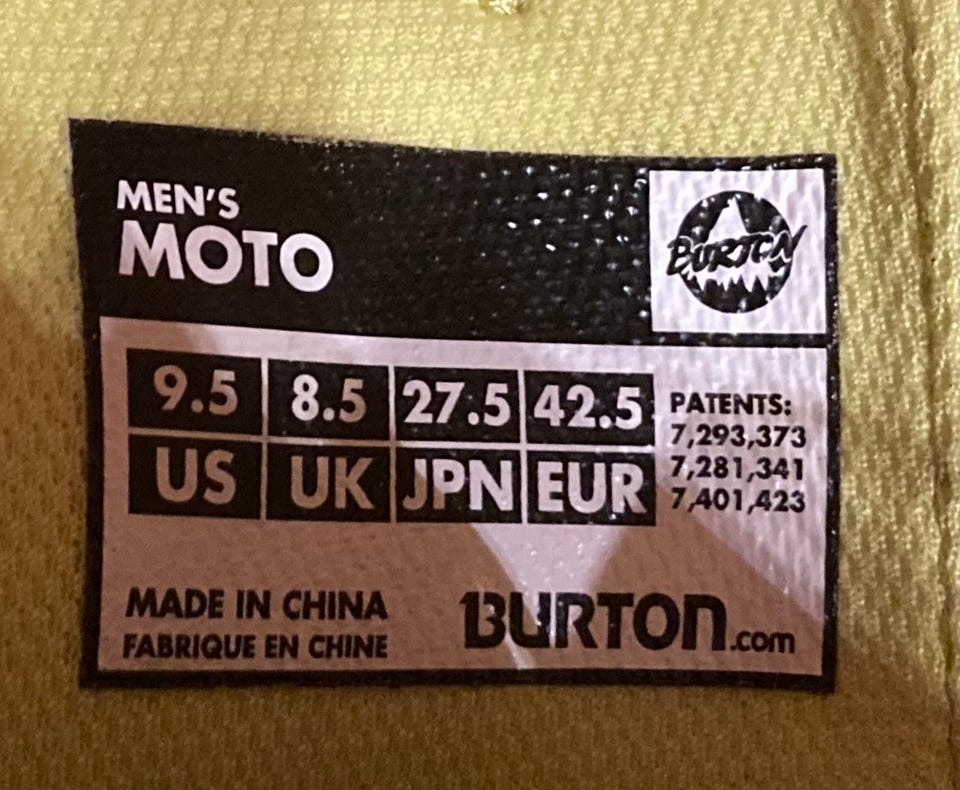 MEN'S
MOTO
BURTON
9.5 8.5 27.5 42.5
US UK JPN EUR
PATENTS:
7,293,373
7,281,341
7,401,423
MADE IN CHINA
FABRIQUE EN CHINE
BURTON.com